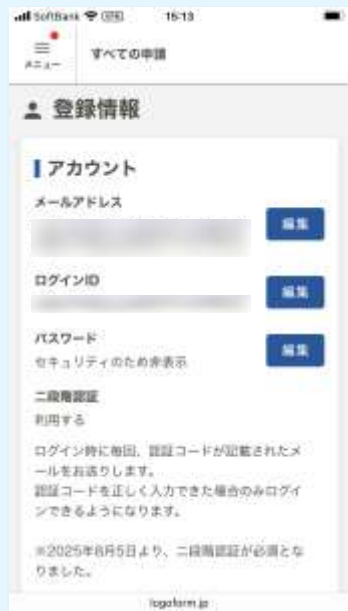 SoftBank 15:13
メニュー
すべての申請
登録情報
アカウント
メールアドレス
編集
ログインID
編集
パスワード
セキュリティのため非表示
編集
二段階認証
利用する
ログイン時に毎回、認証コードが記載されたメ
ールをお送りします。
認証コードを正しく入力できた場合のみログイ
ンできるようになります。
※2025年8月5日より、二段階認証が必須とな
りました。
logoform.jp